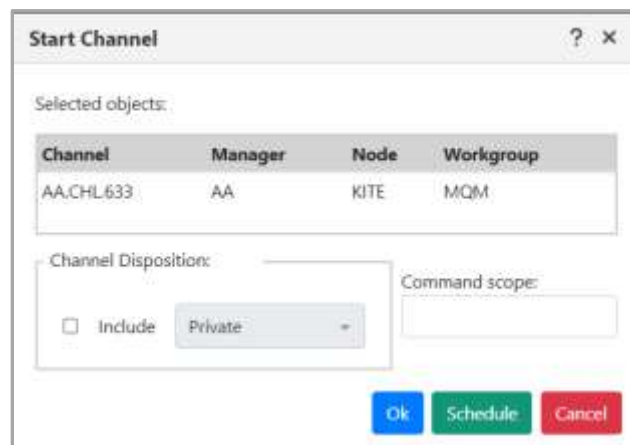 Start Channel ? ×
Selected objects:
Channel Manager Node Workgroup
AA.CHL.633 AA KITE MQM
Channel Disposition:
Command scope:
Include Private
Ok Schedule Cancel